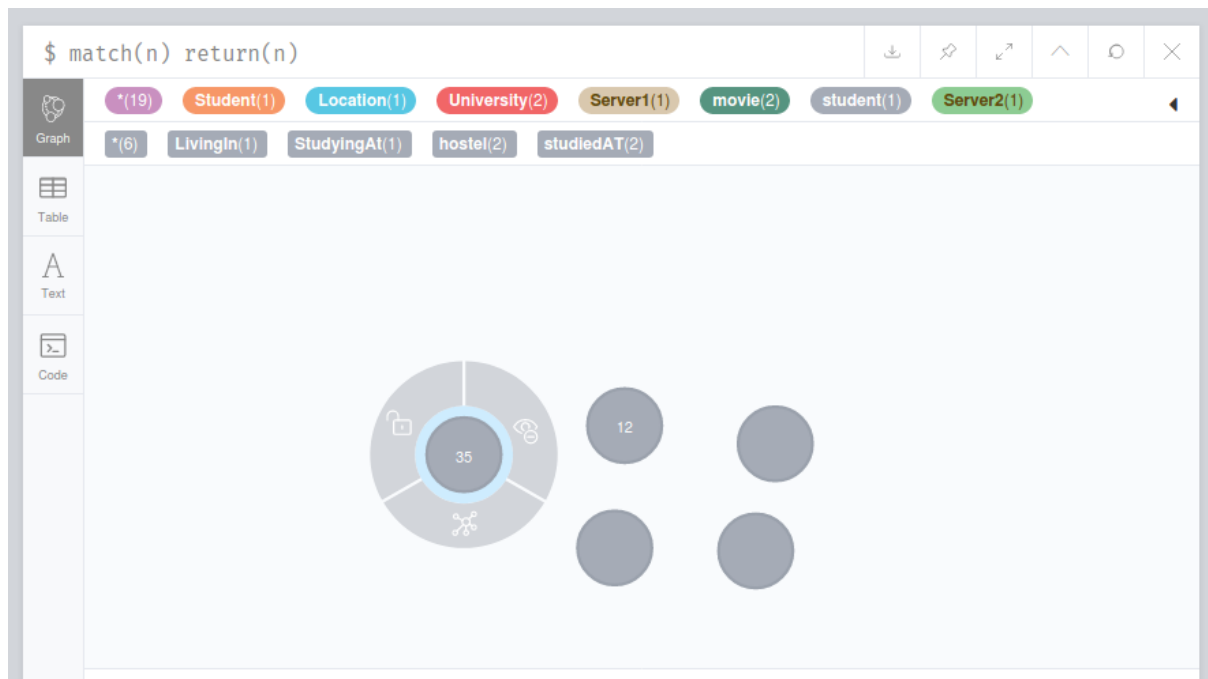 $ match(n) return(n)
*(19) Student(1) Location(1) University(2) Server1(1) movie(2) student(1) Server2(1)
Graph
*(6) LivingIn(1) StudyingAt(1) hostel(2) studiedAT(2)
Table
Text
Code
12
35